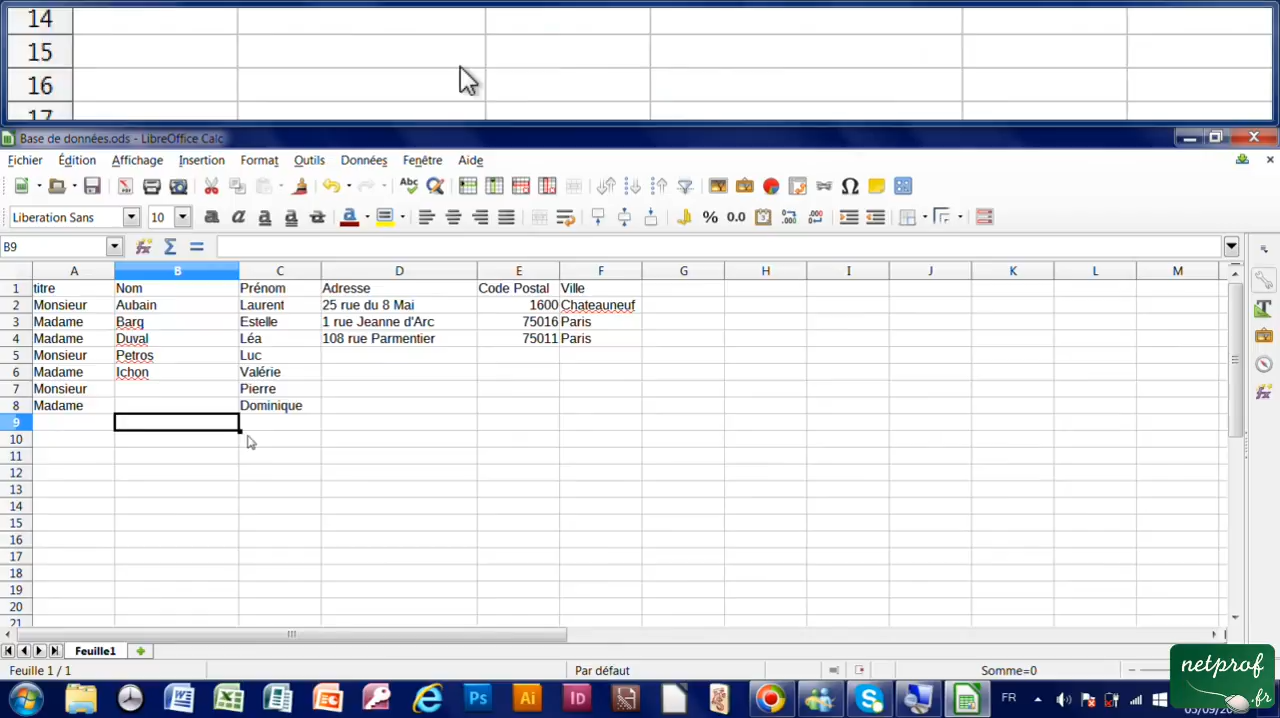 14
15
16
17
Base de données.ods - LibreOffice Calc
Fichier Édition Affichage Insertion Format Outils Données Fenêtre Aide
Liberation Sans 10
B9
A B C D E F G H I J K L M
1 titre Nom Prénom Adresse Code Postal Ville
2 Monsieur Aubain Laurent 25 rue du 8 Mai 1600 Chateauneuf
3 Madame Barg Estelle 1 rue Jeanne d'Arc 75016 Paris
4 Madame Duval Léa 108 rue Parmentier 75011 Paris
5 Monsieur Petros Luc
6 Madame Ichon Valérie
7 Monsieur Pierre
8 Madame Dominique
9
10
11
12
13
14
15
16
17
18
19
20
21
Feuille1
Feuille 1 / 1 Par défaut Somme=0
Ps Ai Id FR
netprof
.fr